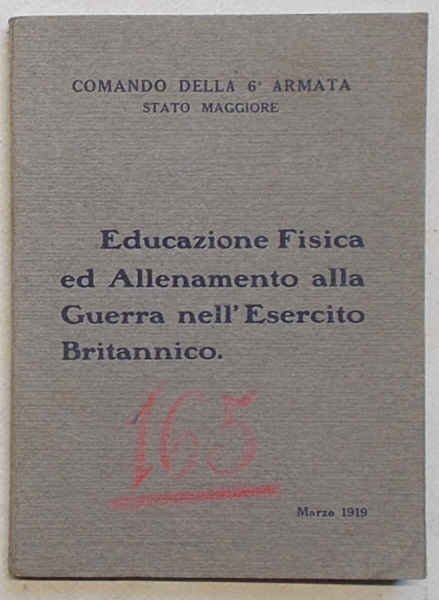 COMANDO DELLA 6ª ARMATA
STATO MAGGIORE
Educazione Fisica
ed Allenamento alla
Guerra nell'Esercito
Britannico.
165
Marzo 1919